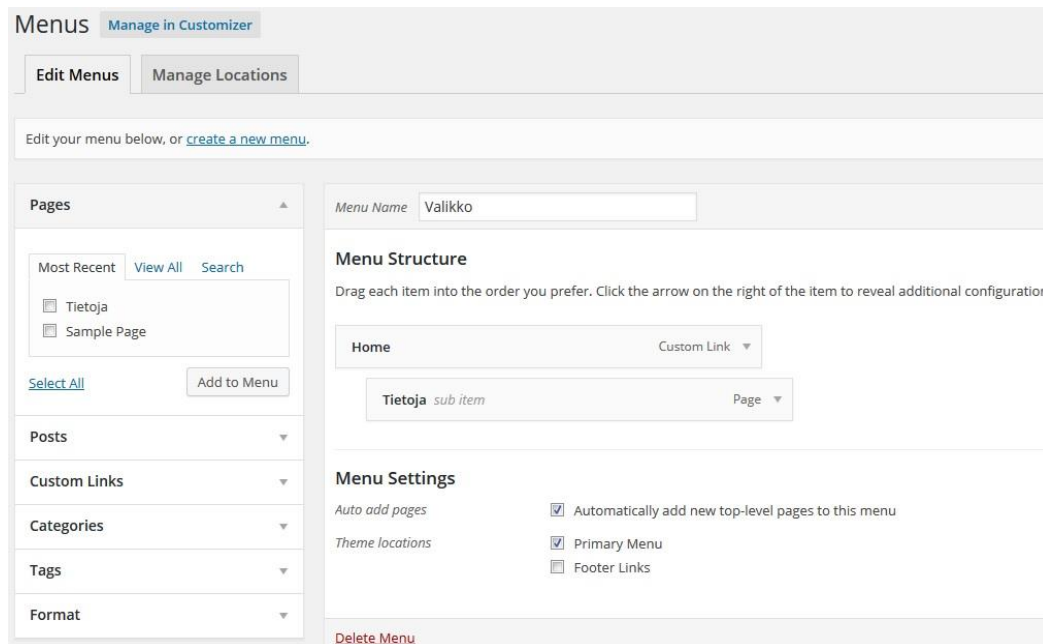 Menus Manage in Customizer
Edit Menus Manage Locations
Edit your menu below, or create a new menu.
Pages
Most Recent View All Search
Tietoja
Sample Page
Select All Add to Menu
Posts
Custom Links
Categories
Tags
Format
Menu Name Valikko
Menu Structure
Drag each item into the order you prefer. Click the arrow on the right of the item to reveal additional configuration
Home Custom Link
Tietoja sub item Page
Menu Settings
Auto add pages Automatically add new top-level pages to this menu
Theme locations Primary Menu
Footer Links
Delete Menu